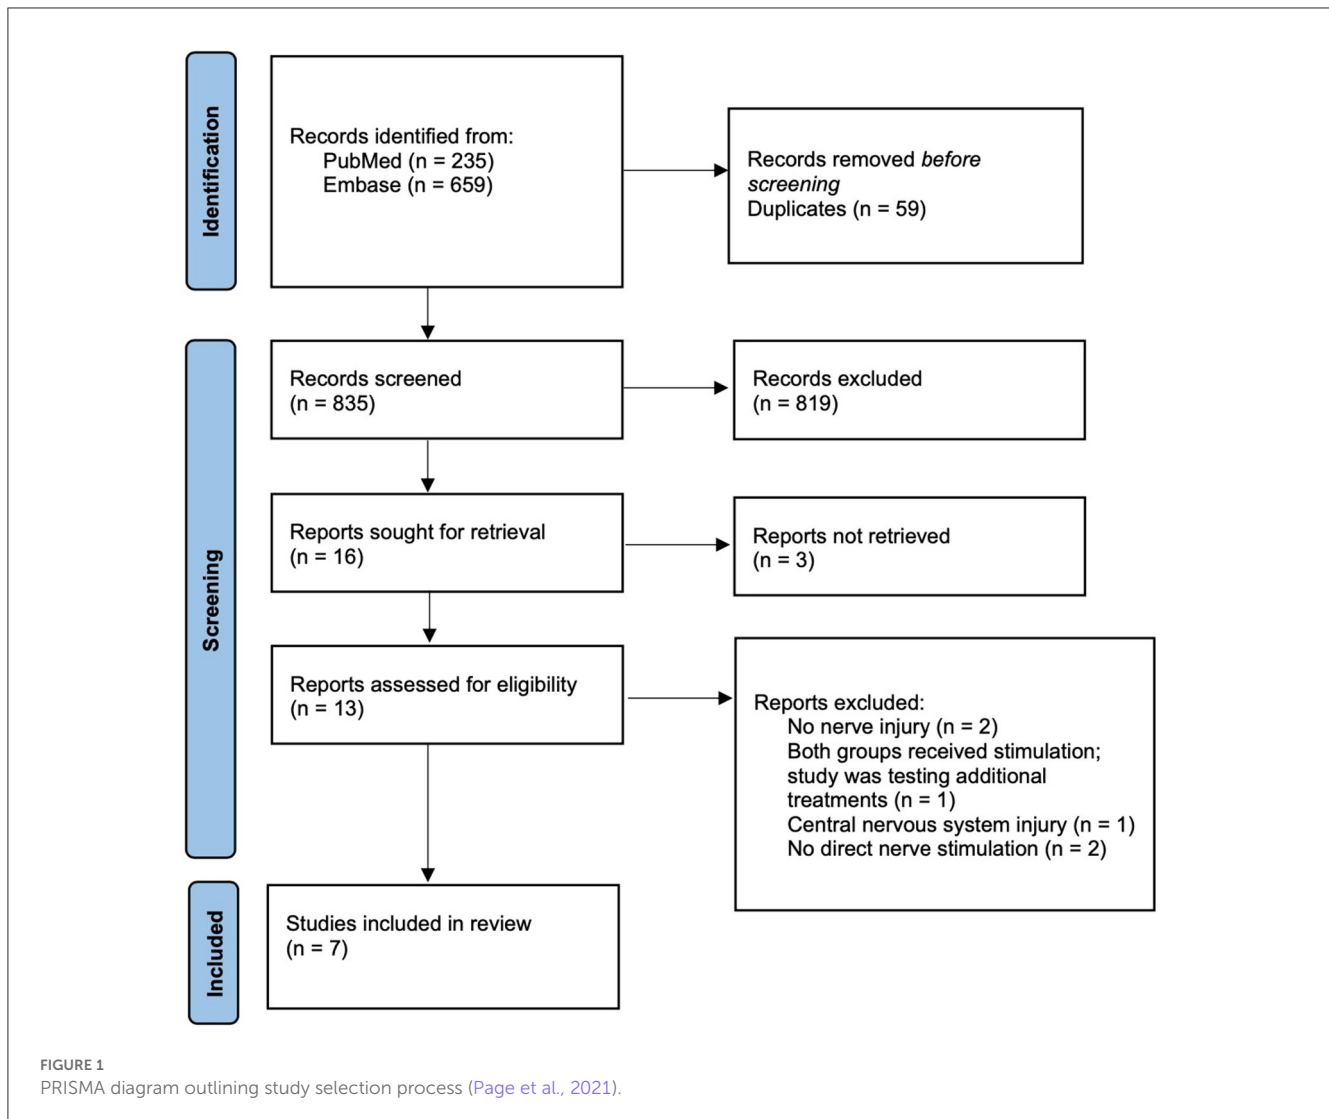 Identification
Records identified from:
PubMed (n = 235)
Embase (n = 659)
Records removed before
screening
Duplicates (n = 59)
Screening
Records screened
(n = 835)
Records excluded
(n = 819)
Reports sought for retrieval
(n = 16)
Reports not retrieved
(n = 3)
Reports assessed for eligibility
(n = 13)
Reports excluded:
No nerve injury (n = 2)
Both groups received stimulation;
study was testing additional
treatments (n = 1)
Central nervous system injury (n = 1)
No direct nerve stimulation (n = 2)
Included
Studies included in review
(n = 7)
FIGURE 1
PRISMA diagram outlining study selection process (Page et al., 2021).